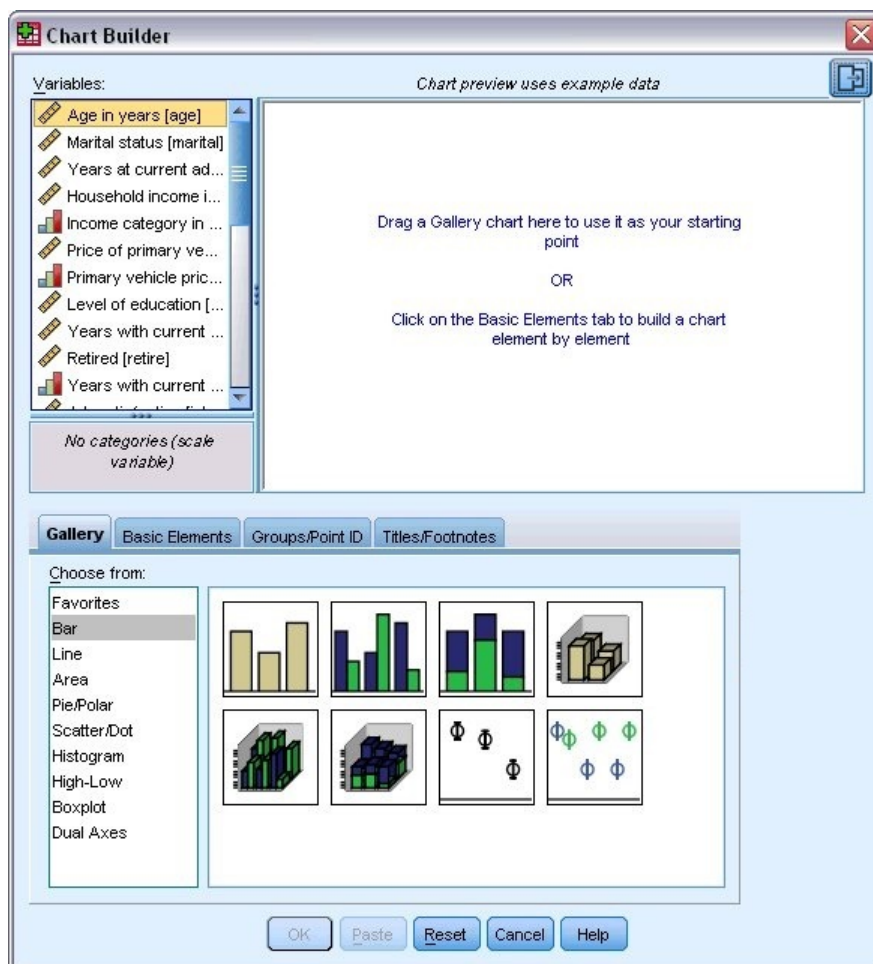 Chart Builder
Variables:
Chart preview uses example data
Age in years [age]
Marital status [marital]
Years at current ad...
Household income i...
Income category in ...
Price of primary ve...
Primary vehicle pric...
Level of education [...
Years with current ...
Retired [retire]
Years with current ...
No categories (scale
variable)
Drag a Gallery chart here to use it as your starting
point
OR
Click on the Basic Elements tab to build a chart
element by element
Gallery
Basic Elements
Groups/Point ID
Titles/Footnotes
Choose from:
Favorites
Bar
Line
Area
Pie/Polar
Scatter/Dot
Histogram
High-Low
Boxplot
Dual Axes
OK
Paste
Reset
Cancel
Help